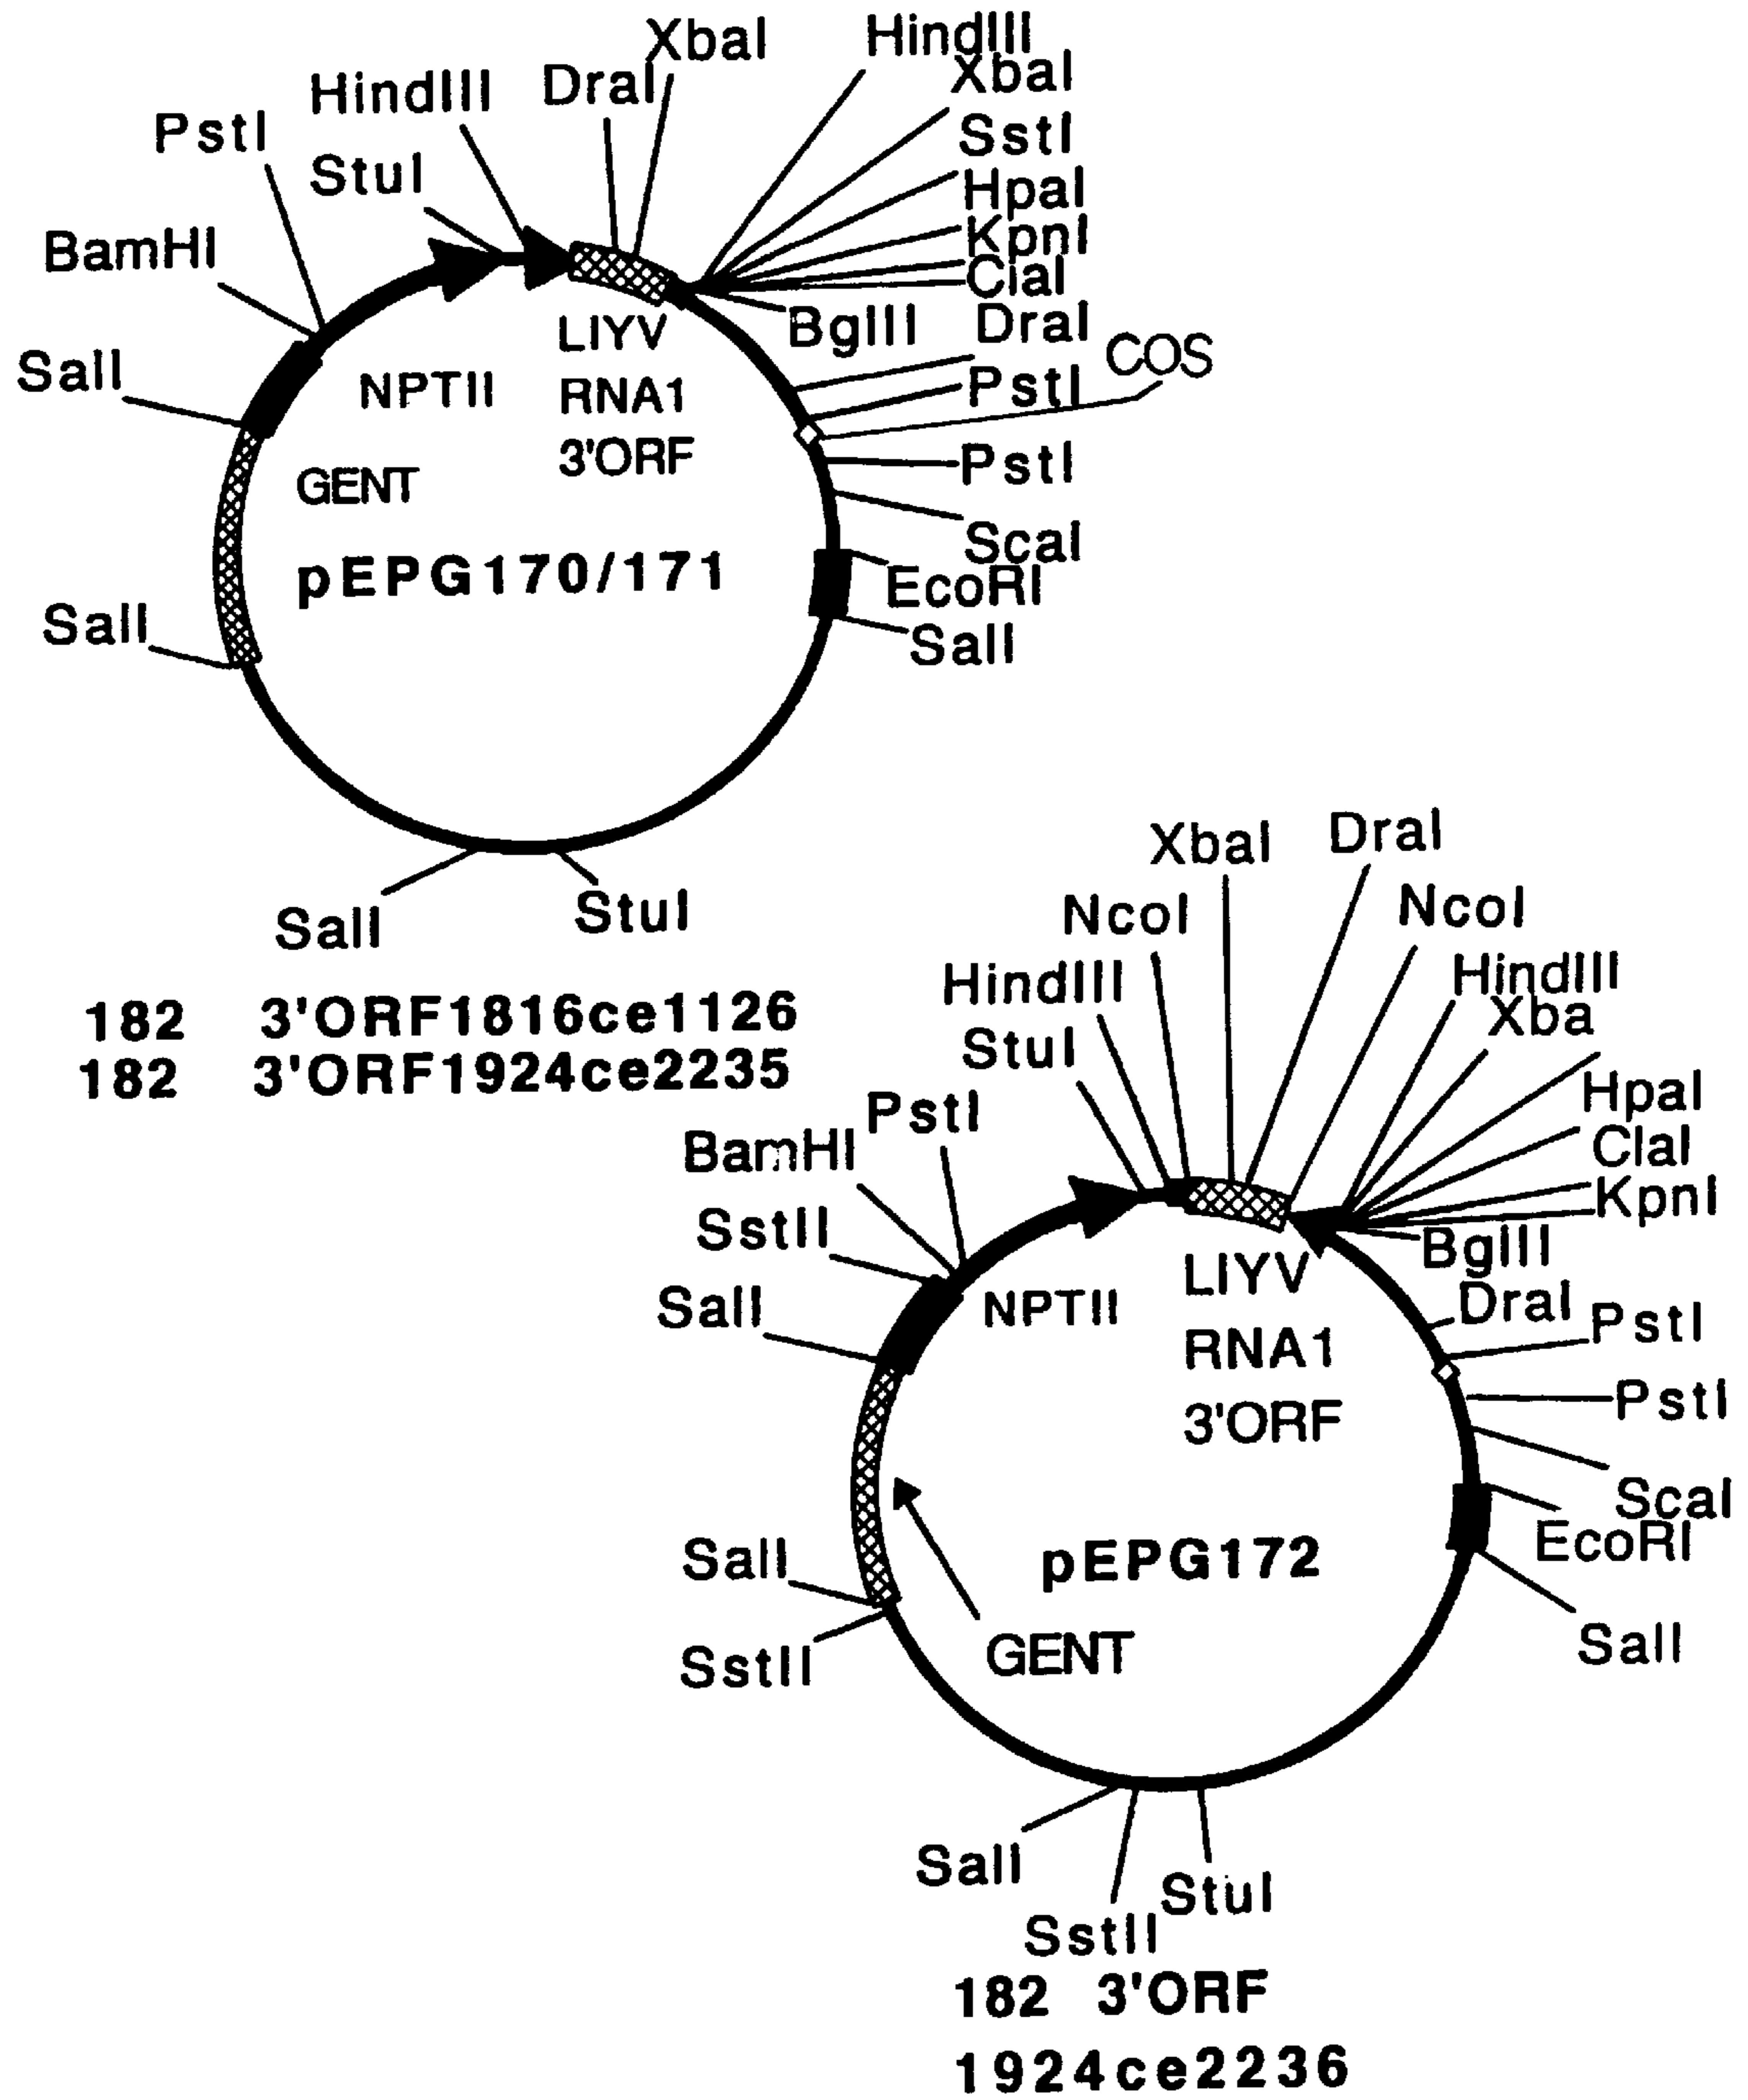 XbaI
HindIII
HindIII
DraI
XbaI
PstI
StuI
SstI
HpaI
BamHI
KpnI
ClaI
BglII
DraI
COS
LIYV
SalI
NPTII
RNA1
PstI
3'ORF
PstI
GENT
ScaI
pEPG170/171
EcoRI
SalI
SalI
SalI
StuI
182 3'ORF1816ce1126
182 3'ORF1924ce2235
XbaI
DraI
NcoI
NcoI
HindIII
HindIII
Xba
StuI
PstI
HpaI
BamHI
ClaI
SstII
KpnI
BglII
LIYV
SalI
NPTII
DraI
PstI
RNA1
PstI
3'ORF
ScaI
EcoRI
SalI
pEPG172
SstII
GENT
SalI
SalI
StuI
SstII
182 3'ORF
1924ce2236